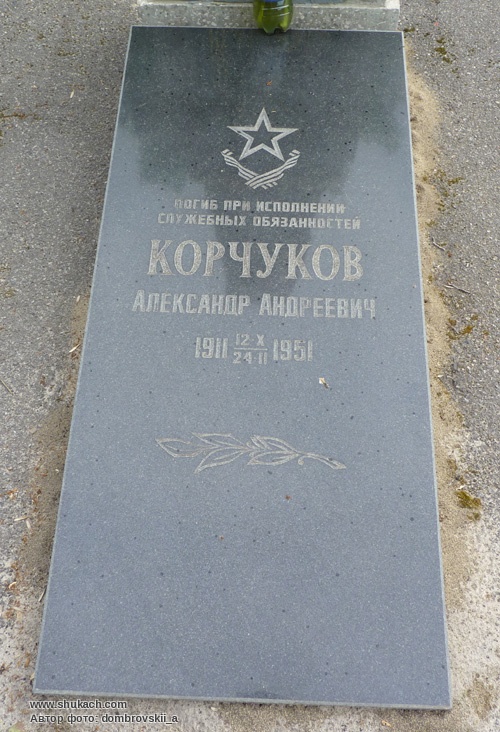 ПОГИБ ПРИ ИСПОЛНЕНИИ
СЛУЖЕБНЫХ ОБЯЗАННОСТЕЙ
КОРЧУКОВ
АЛЕКСАНДР АНДРЕЕВИЧ
1911 12·X 24·II 1951
www.shukach.com
Автор фото: dombrovskii_a